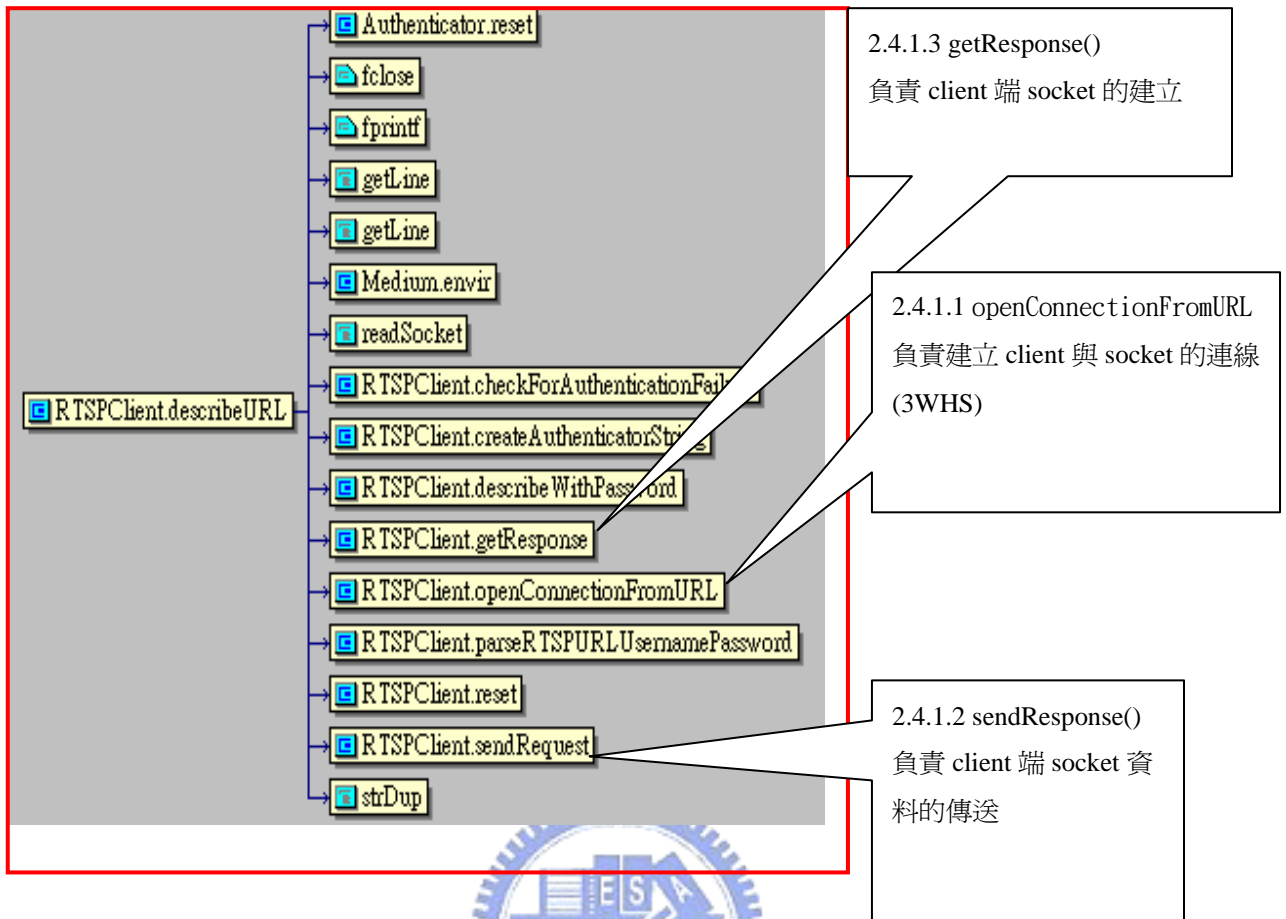 Authenticator.reset
fclose
fprintf
getLine
getLine
Medium.envir
readSocket
RTSPClient.checkForAuthenticationFail
RTSPClient.describeURL
RTSPClient.createAuthenticatorString
RTSPClient.describeWithPassword
RTSPClient.getResponse
RTSPClient.openConnectionFromURL
RTSPClient.parseRTSPURLUsernamePassword
RTSPClient.reset
RTSPClient.sendRequest
strDup
2.4.1.3 getResponse()
負責 client 端 socket 的建立
2.4.1.1 openConnectionFromURL
負責建立 client 與 socket 的連線
(3WHS)
2.4.1.2 sendResponse()
負責 client 端 socket 資
料的傳送
E S A